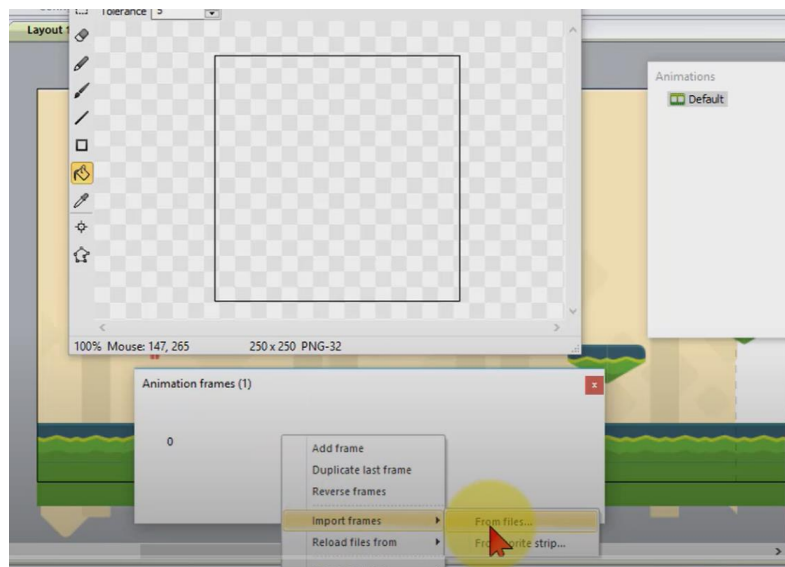 Tolerance 5
Layout 1
Animations
Default
100% Mouse: 147, 265 250 x 250 PNG-32
Animation frames (1)
x
0
Add frame
Duplicate last frame
Reverse frames
Import frames
From files...
Reload files from
sprite strip...